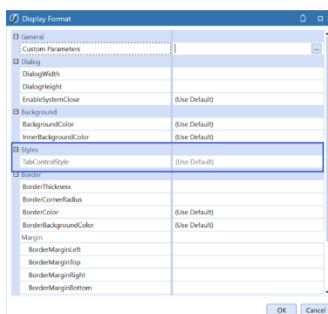 Display Format
General
Custom Parameters
...
Dialog
DialogWidth
DialogHeight
EnableSystemClose (Use Default)
Background
BackgroundColor (Use Default)
InnerBackgroundColor (Use Default)
Styles
TabControlStyle (Use Default)
Border
BorderThickness
BorderCornerRadius
BorderColor (Use Default)
BorderBackgroundColor (Use Default)
Margin
BorderMarginLeft
BorderMarginTop
BorderMarginRight
BorderMarginBottom
OK Cancel